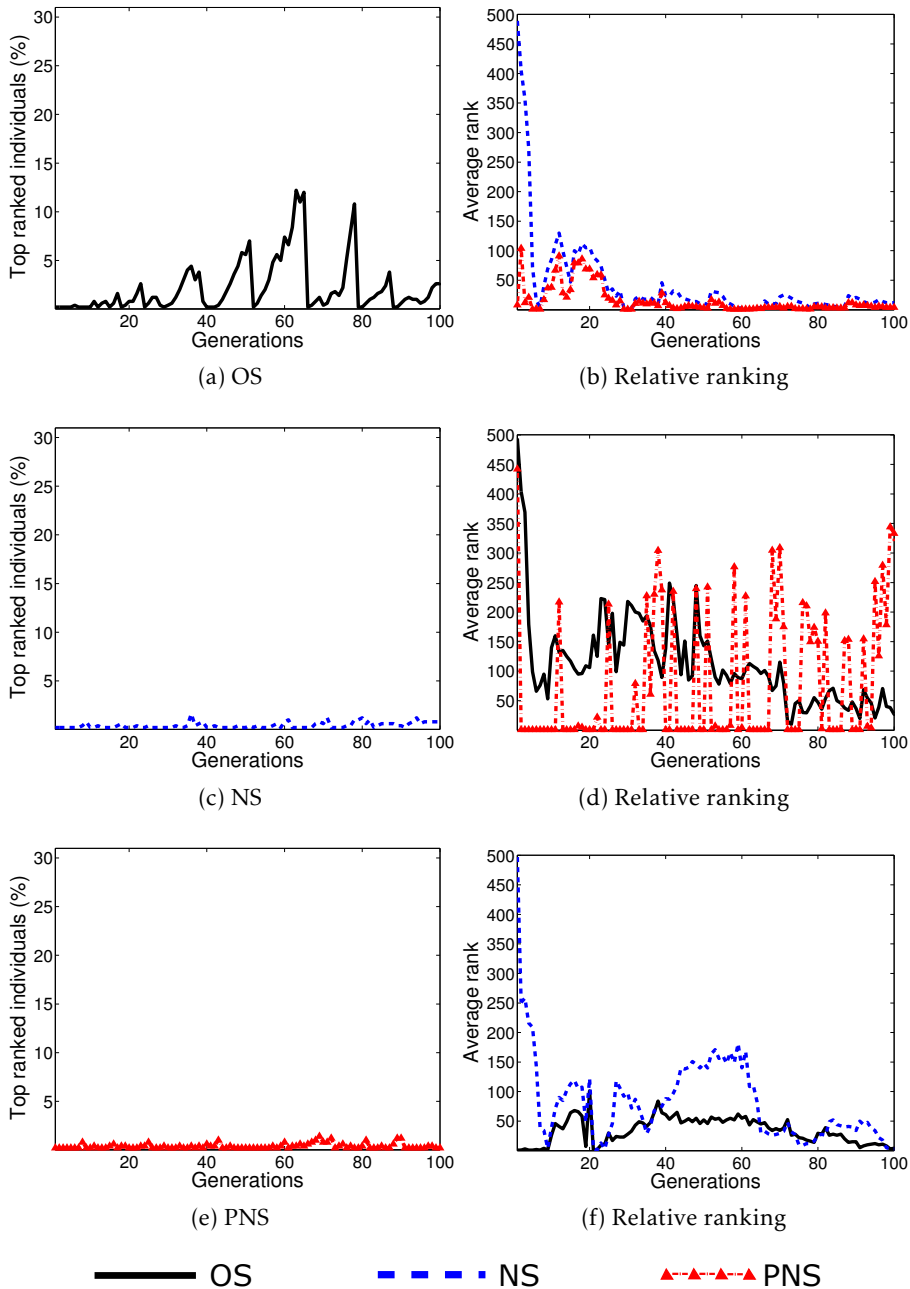 Top ranked individuals (%)
30
25
20
15
10
5
20 40 60 80 100
Generations
(a) OS
Average rank
500
450
400
350
300
250
200
150
100
50
0 20 40 60 80 100
Generations
(b) Relative ranking
Top ranked individuals (%)
30
25
20
15
10
5
20 40 60 80 100
Generations
(c) NS
Average rank
500
450
400
350
300
250
200
150
100
50
0 20 40 60 80 100
Generations
(d) Relative ranking
Top ranked individuals (%)
30
25
20
15
10
5
20 40 60 80 100
Generations
(e) PNS
Average rank
500
450
400
350
300
250
200
150
100
50
0 20 40 60 80 100
Generations
(f) Relative ranking
OS NS PNS